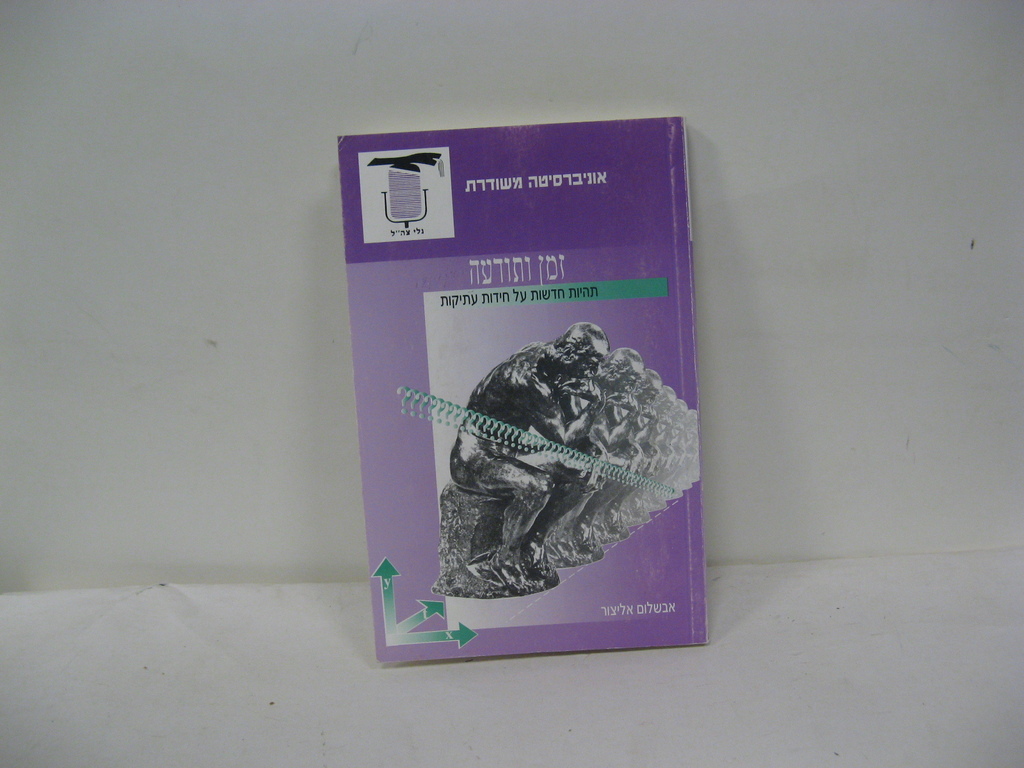 אוניברסיטה משודרת
גלי צה״ל
זמן ותודעה
תהיות חדשות על חידות עתיקות
y
t
x
אבשלום אליצור